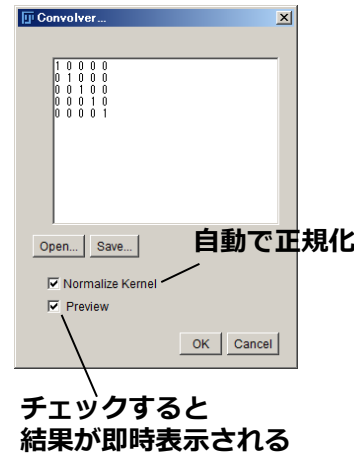 Convolver...
1 0 0 0 0
0 1 0 0 0
0 0 1 0 0
0 0 0 1 0
0 0 0 0 1
Open... Save...
自動で正規化
Normalize Kernel
Preview
OK Cancel
チェックすると
結果が即時表示される